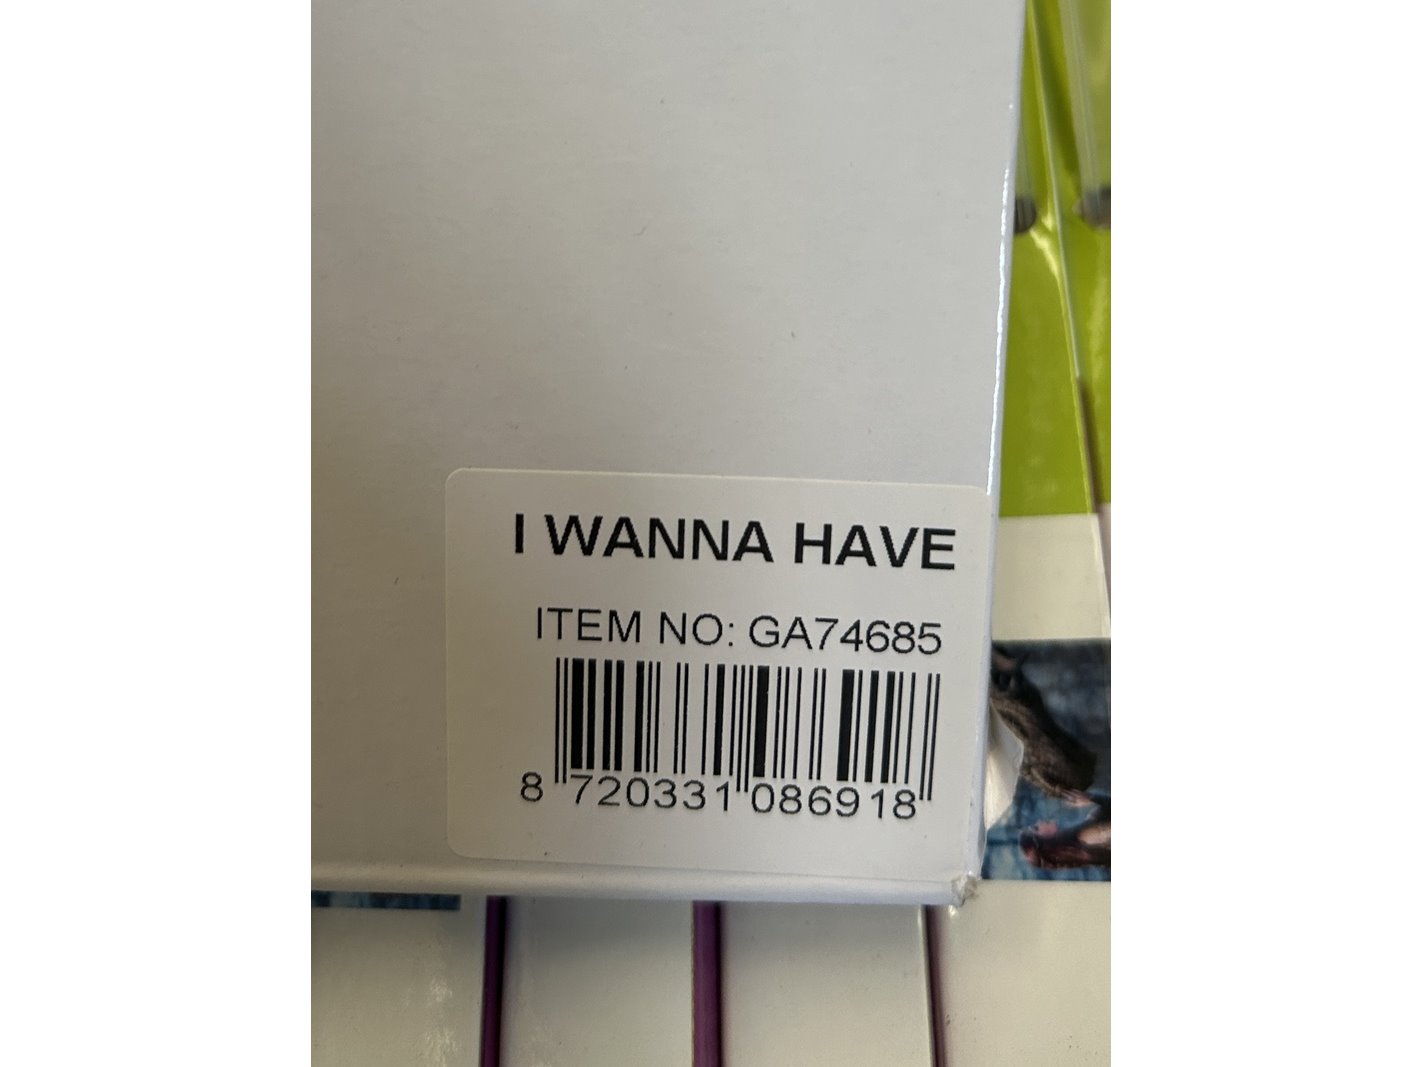 I WANNA HAVE
ITEM NO: GA74685
8 720331 086918